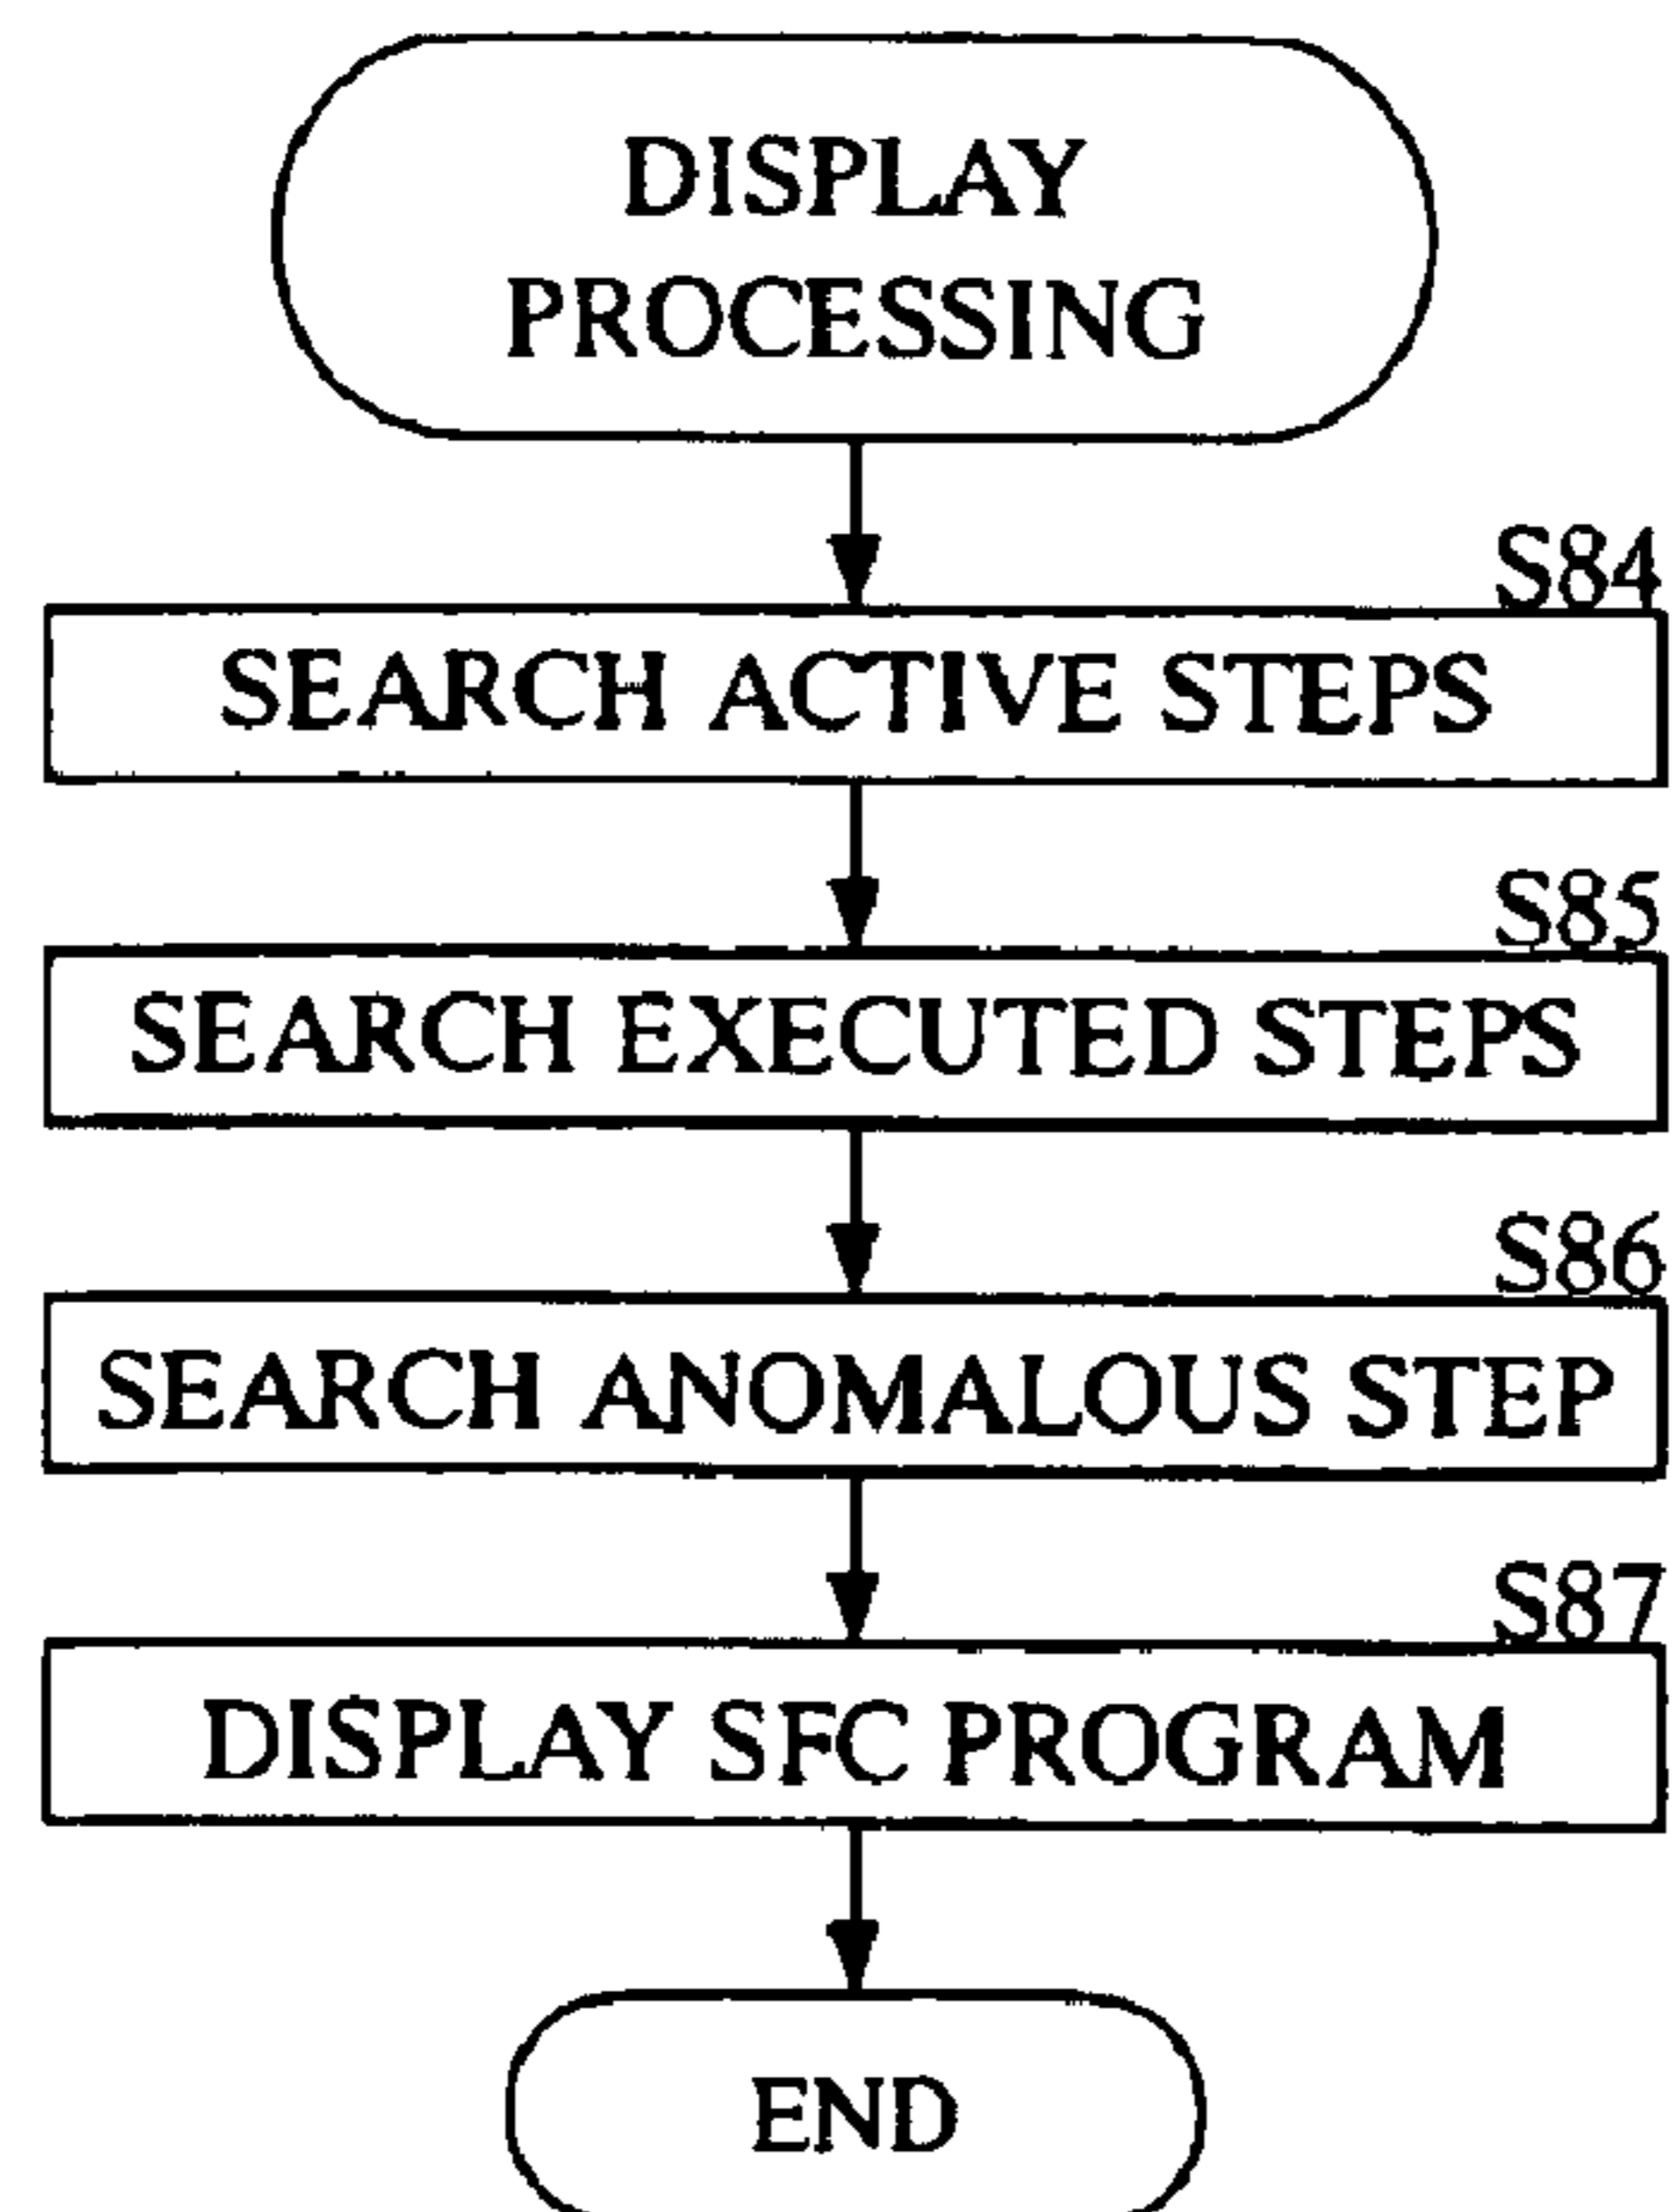 DISPLAY
PROCESSING
S84
SEARCH ACTIVE STEPS
S85
SEARCH EXECUTED STEPS
S86
SEARCH ANOMALOUS STEP
S87
DISPLAY SFC PROGRAM
END